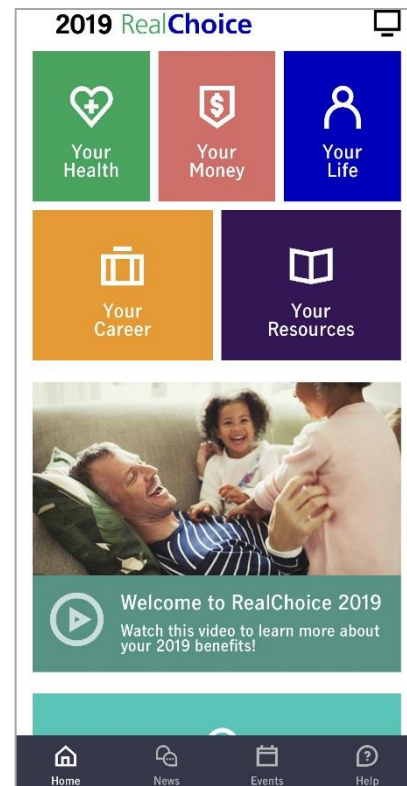 2019 RealChoice
Your
Health
Your
Money
Your
Life
Your
Career
Your
Resources
Welcome to RealChoice 2019
Watch this video to learn more about
your 2019 benefits!
Home News Events Help